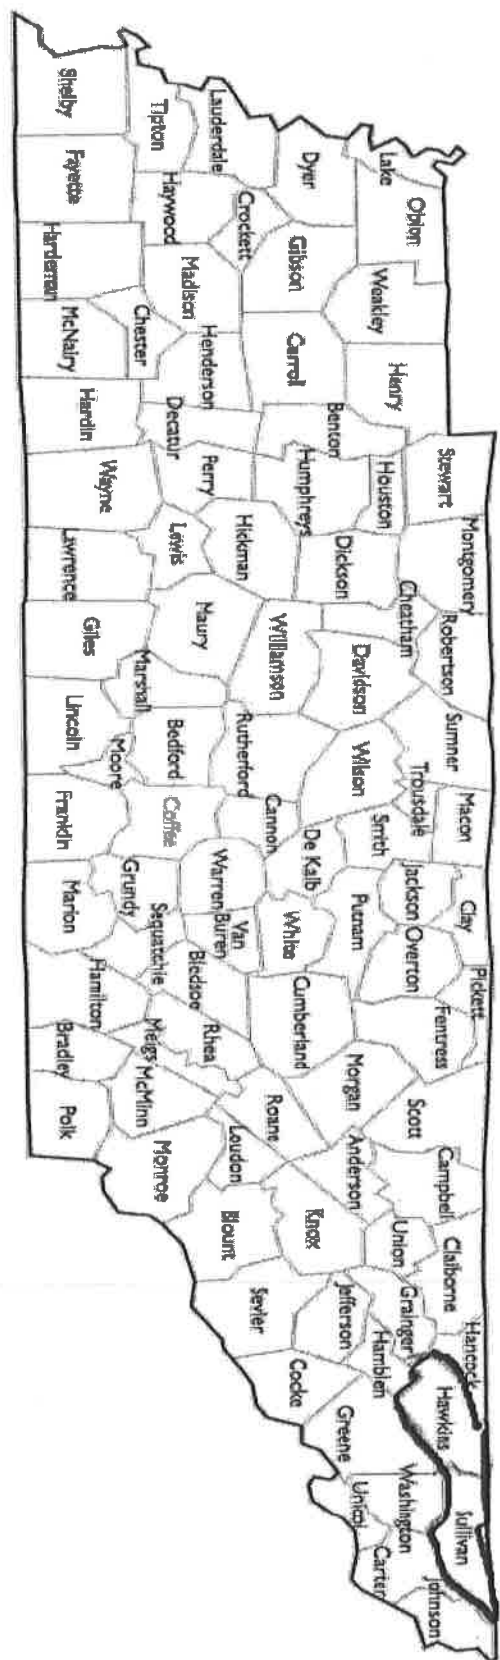 Shelby
Tipton
Lauderdale
Dyer
Lake
Obion
Fayette
Haywood
Crockett
Gibson
Weakley
Hardeman
Madison
Carrol
Henry
McNairy
Chester
Henderson
Hardin
Decatur
Benton
Stewart
Wayne
Perry
Humphreys
Houston
Montgomery
Lawrence
Lewis
Hickman
Dickson
Cheatham
Robertson
Giles
Maury
Williamson
Davidson
Sumner
Marshall
Lincoln
Bedford
Rutherford
Wilson
Trousdale
Macon
Moore
Coffee
Cannon
Smith
Franklin
Warren
De Kalb
Jackson
Clay
Grundy
Van
Buren
White
Putnam
Overton
Pickett
Marion
Sequatchie
Bledsoe
Cumberland
Fentress
Hamilton
Rhea
Morgan
Scott
Bradley
Meigs
McMinn
Roane
Anderson
Campbell
Polk
Monroe
Loudon
Knox
Union
Claiborne
Blount
Grainger
Hancock
Sevier
Jefferson
Hamblen
Hawkins
Cocke
Greene
Washington
Sullivan
Unicoi
Carter
Johnson